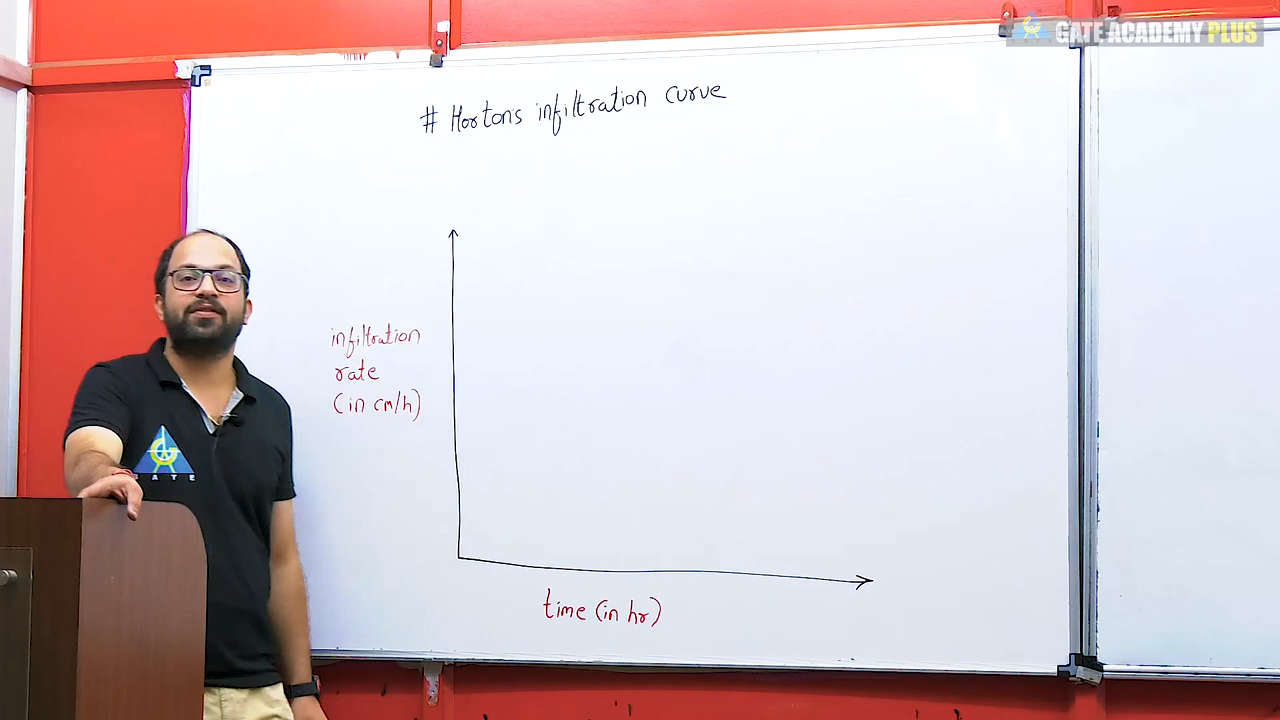 GATE ACADEMY PLUS
# Hortons infiltration curve
infiltration
rate
(in cm/h)
GATE
time (in hr)